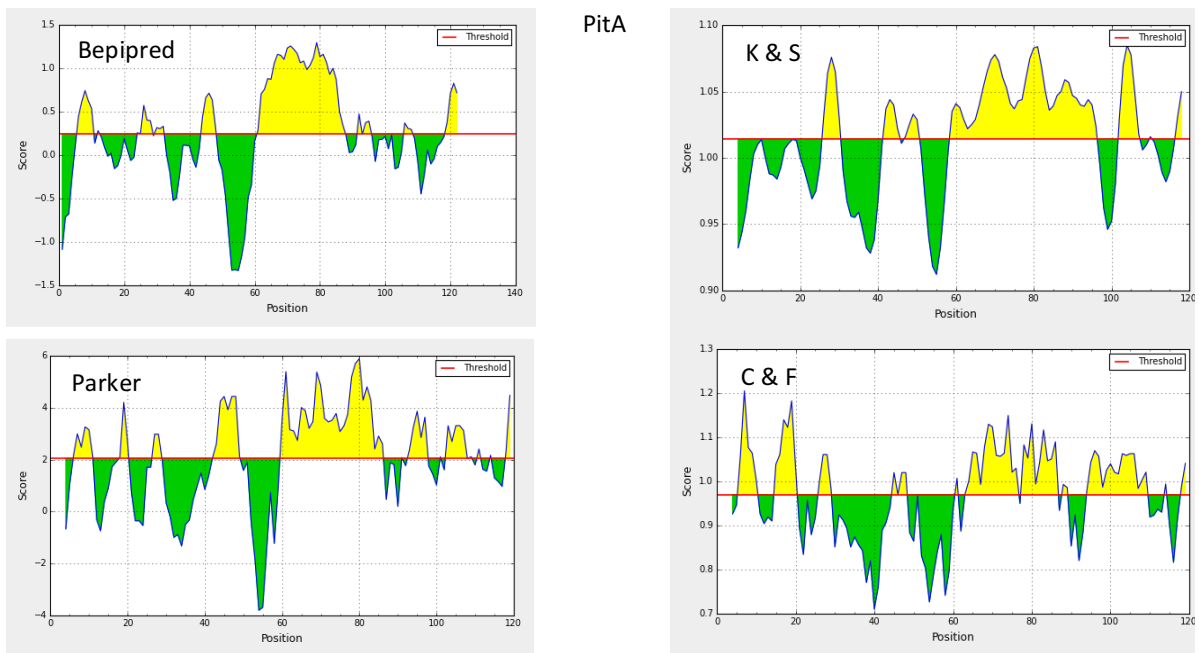 PitA
Bepipred
Threshold
1.5
1.0
0.5
0.0
−0.5
−1.0
−1.5
Score
0 20 40 60 80 100 120 140
Position
K & S
Threshold
1.10
1.05
1.00
0.95
0.90
Score
0 20 40 60 80 100 120
Position
Parker
Threshold
6
4
2
0
−2
−4
Score
0 20 40 60 80 100 120
Position
C & F
Threshold
1.3
1.2
1.1
1.0
0.9
0.8
0.7
Score
0 20 40 60 80 100 120
Position